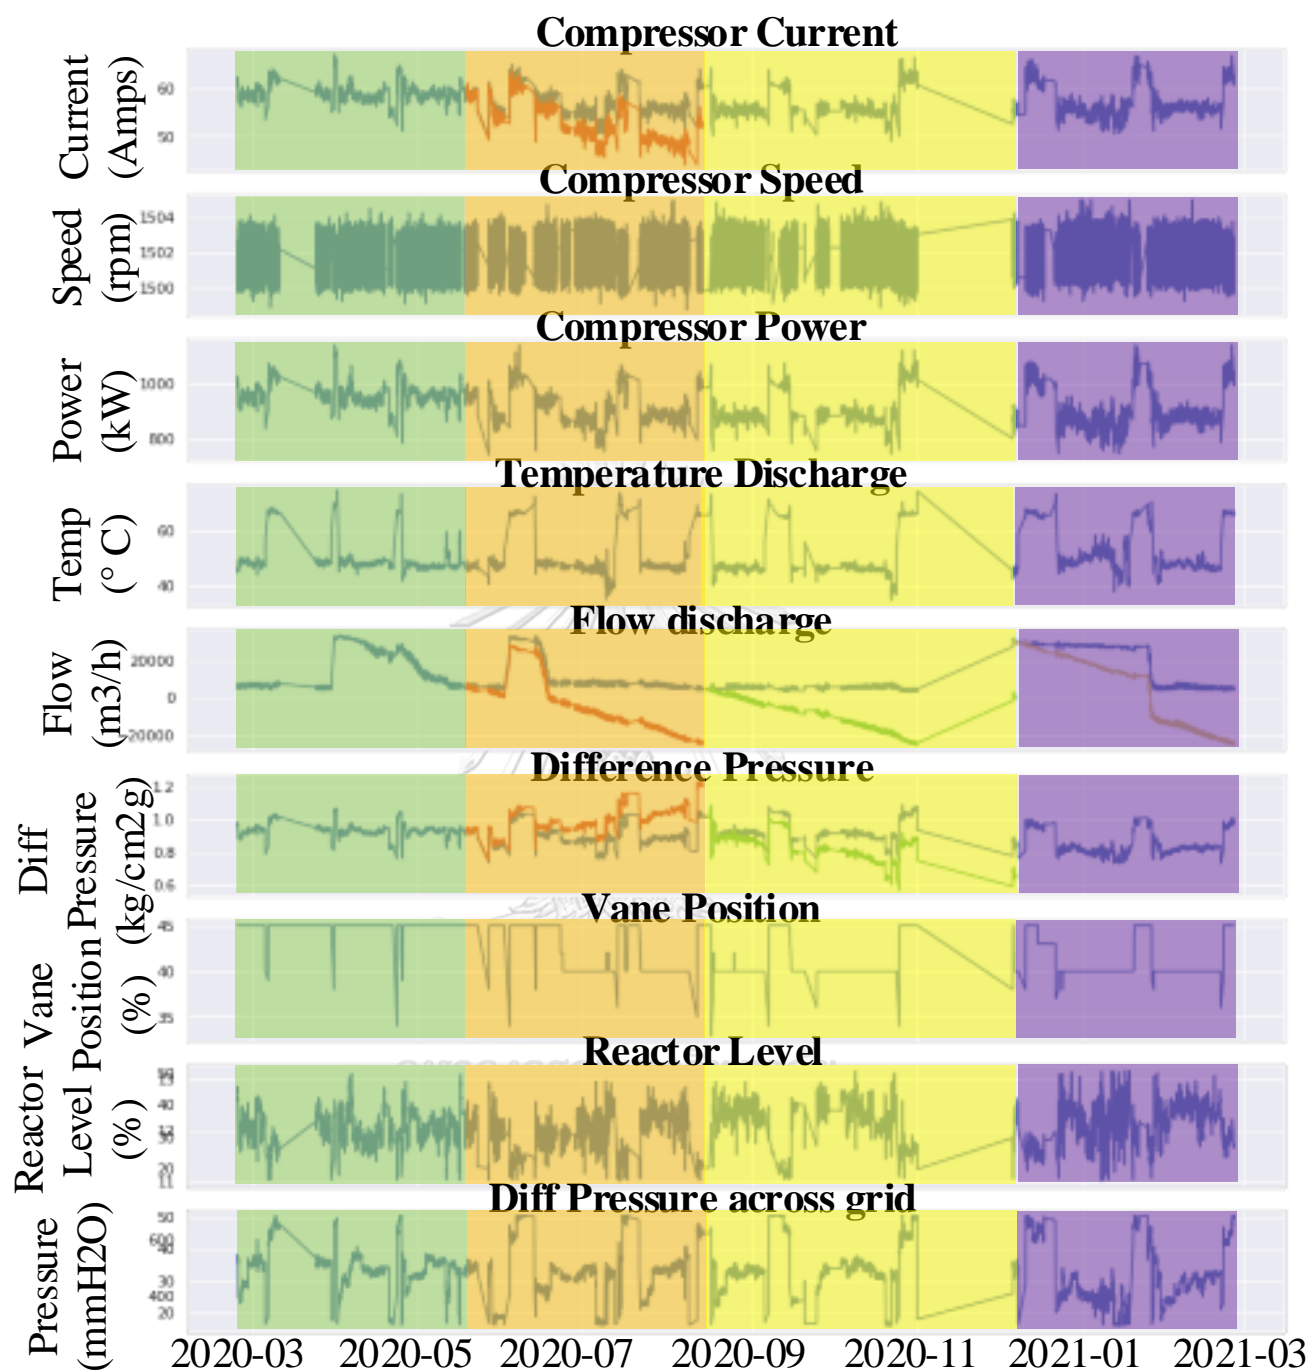 Compressor Current
Current
(Amps)
60
50
Compressor Speed
Speed
(rpm)
1504
1502
1500
Compressor Power
Power
(kW)
1000
800
Temperature Discharge
Temp
(° C)
60
40
Flow discharge
Flow
(m3/h)
20000
0
-20000
Difference Pressure
Diff
Pressure
(kg/cm2g)
1.2
1.0
0.8
0.6
Vane Position
Vane
Position
(%)
45
40
35
Reactor Level
Reactor
Level
(%)
40
20
11
Diff Pressure across grid
Pressure
(mmH2O)
50
600
40
30
400
20
2020-03 2020-05 2020-07 2020-09 2020-11 2021-01 2021-03